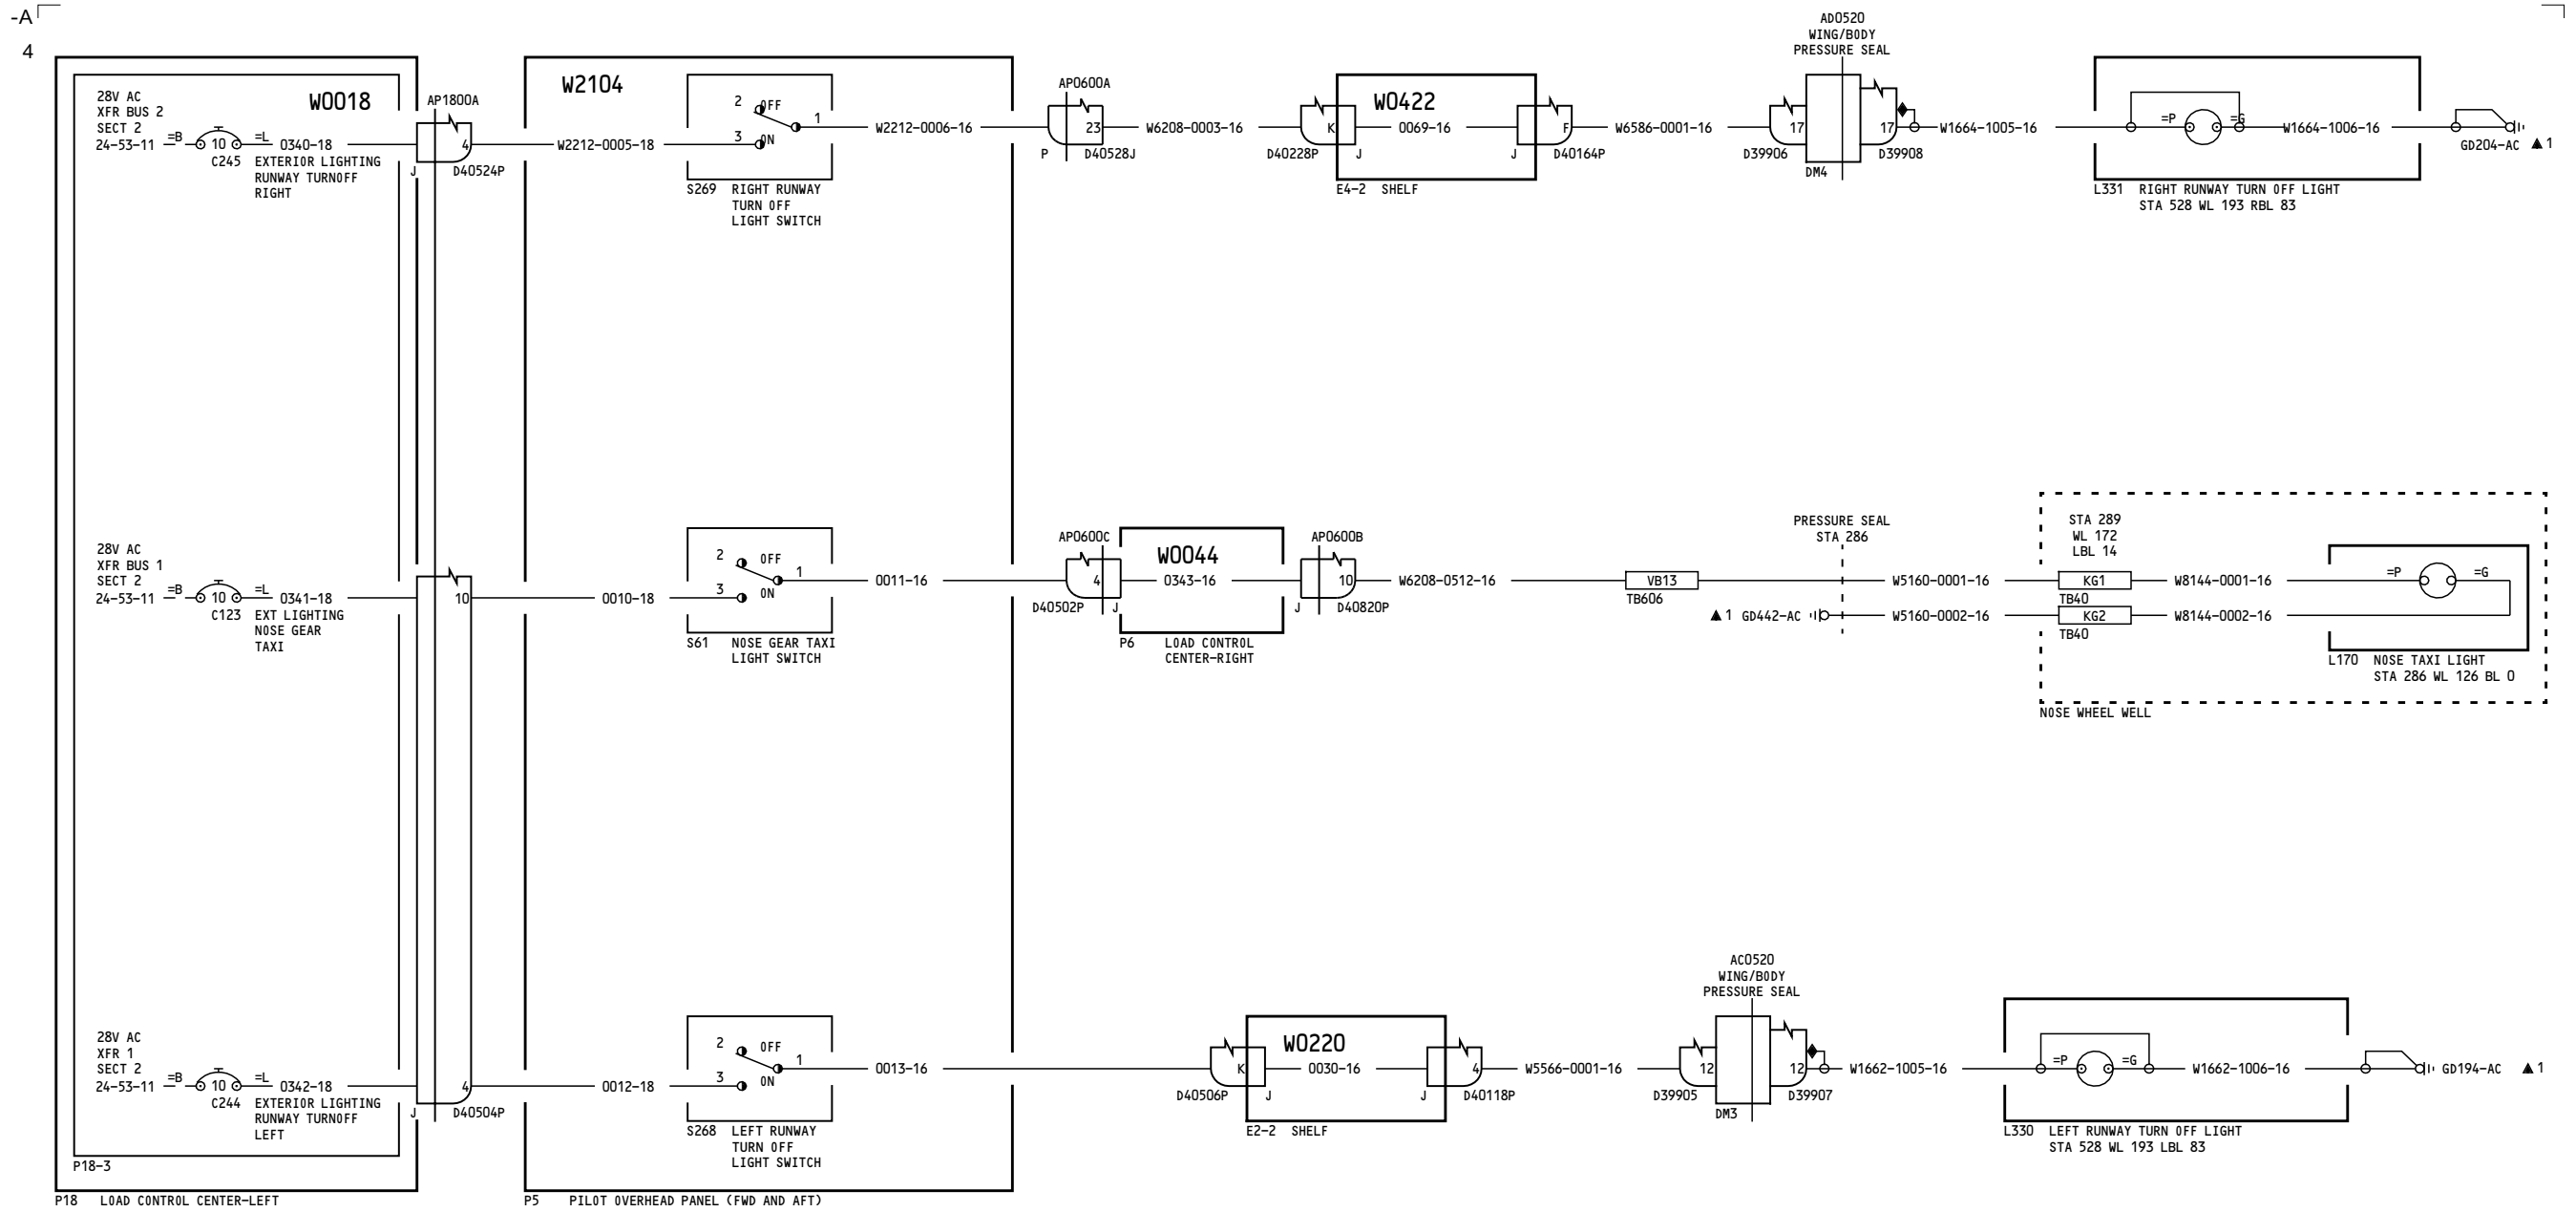 -A
4
28V AC
XFR BUS 2
SECT 2
24-53-11
=B
10
=L
C245
0340-18
EXTERIOR LIGHTING
RUNWAY TURNOFF
RIGHT
W0018
AP1800A
4
J
D40524P
W2104
W2212-0005-18
2
OFF
3
ON
1
S269 RIGHT RUNWAY
TURN OFF
LIGHT SWITCH
W2212-0006-16
AP0600A
23
P
D40528J
W6208-0003-16
K
D40228P
J
W0422
0069-16
E4-2 SHELF
J
F
D40164P
W6586-0001-16
AD0520
WING/BODY
PRESSURE SEAL
17
D39906
DM4
17
D39908
W1664-1005-16
=P
=G
W1664-1006-16
L331 RIGHT RUNWAY TURN OFF LIGHT
STA 528 WL 193 RBL 83
GD204-AC ▲1
28V AC
XFR BUS 1
SECT 2
24-53-11
=B
10
=L
C123
0341-18
EXT LIGHTING
NOSE GEAR
TAXI
10
0010-18
2
OFF
3
ON
1
S61 NOSE GEAR TAXI
LIGHT SWITCH
0011-16
AP0600C
4
D40502P
J
W0044
0343-16
P6 LOAD CONTROL
CENTER-RIGHT
AP0600B
10
J
D40820P
W6208-0512-16
VB13
TB606
PRESSURE SEAL
STA 286
▲1 GD442-AC
W5160-0001-16
W5160-0002-16
STA 289
WL 172
LBL 14
KG1
TB40
KG2
TB40
W8144-0001-16
W8144-0002-16
=P
=G
L170 NOSE TAXI LIGHT
STA 286 WL 126 BL 0
NOSE WHEEL WELL
28V AC
XFR 1
SECT 2
24-53-11
=B
10
=L
C244
0342-18
EXTERIOR LIGHTING
RUNWAY TURNOFF
LEFT
4
J
D40504P
0012-18
2
OFF
3
ON
1
S268 LEFT RUNWAY
TURN OFF
LIGHT SWITCH
0013-16
K
D40506P
J
W0220
0030-16
E2-2 SHELF
J
4
D40118P
W5566-0001-16
AC0520
WING/BODY
PRESSURE SEAL
12
D39905
DM3
12
D39907
W1662-1005-16
=P
=G
W1662-1006-16
L330 LEFT RUNWAY TURN OFF LIGHT
STA 528 WL 193 LBL 83
GD194-AC ▲1
P18-3
P18 LOAD CONTROL CENTER-LEFT
P5 PILOT OVERHEAD PANEL (FWD AND AFT)